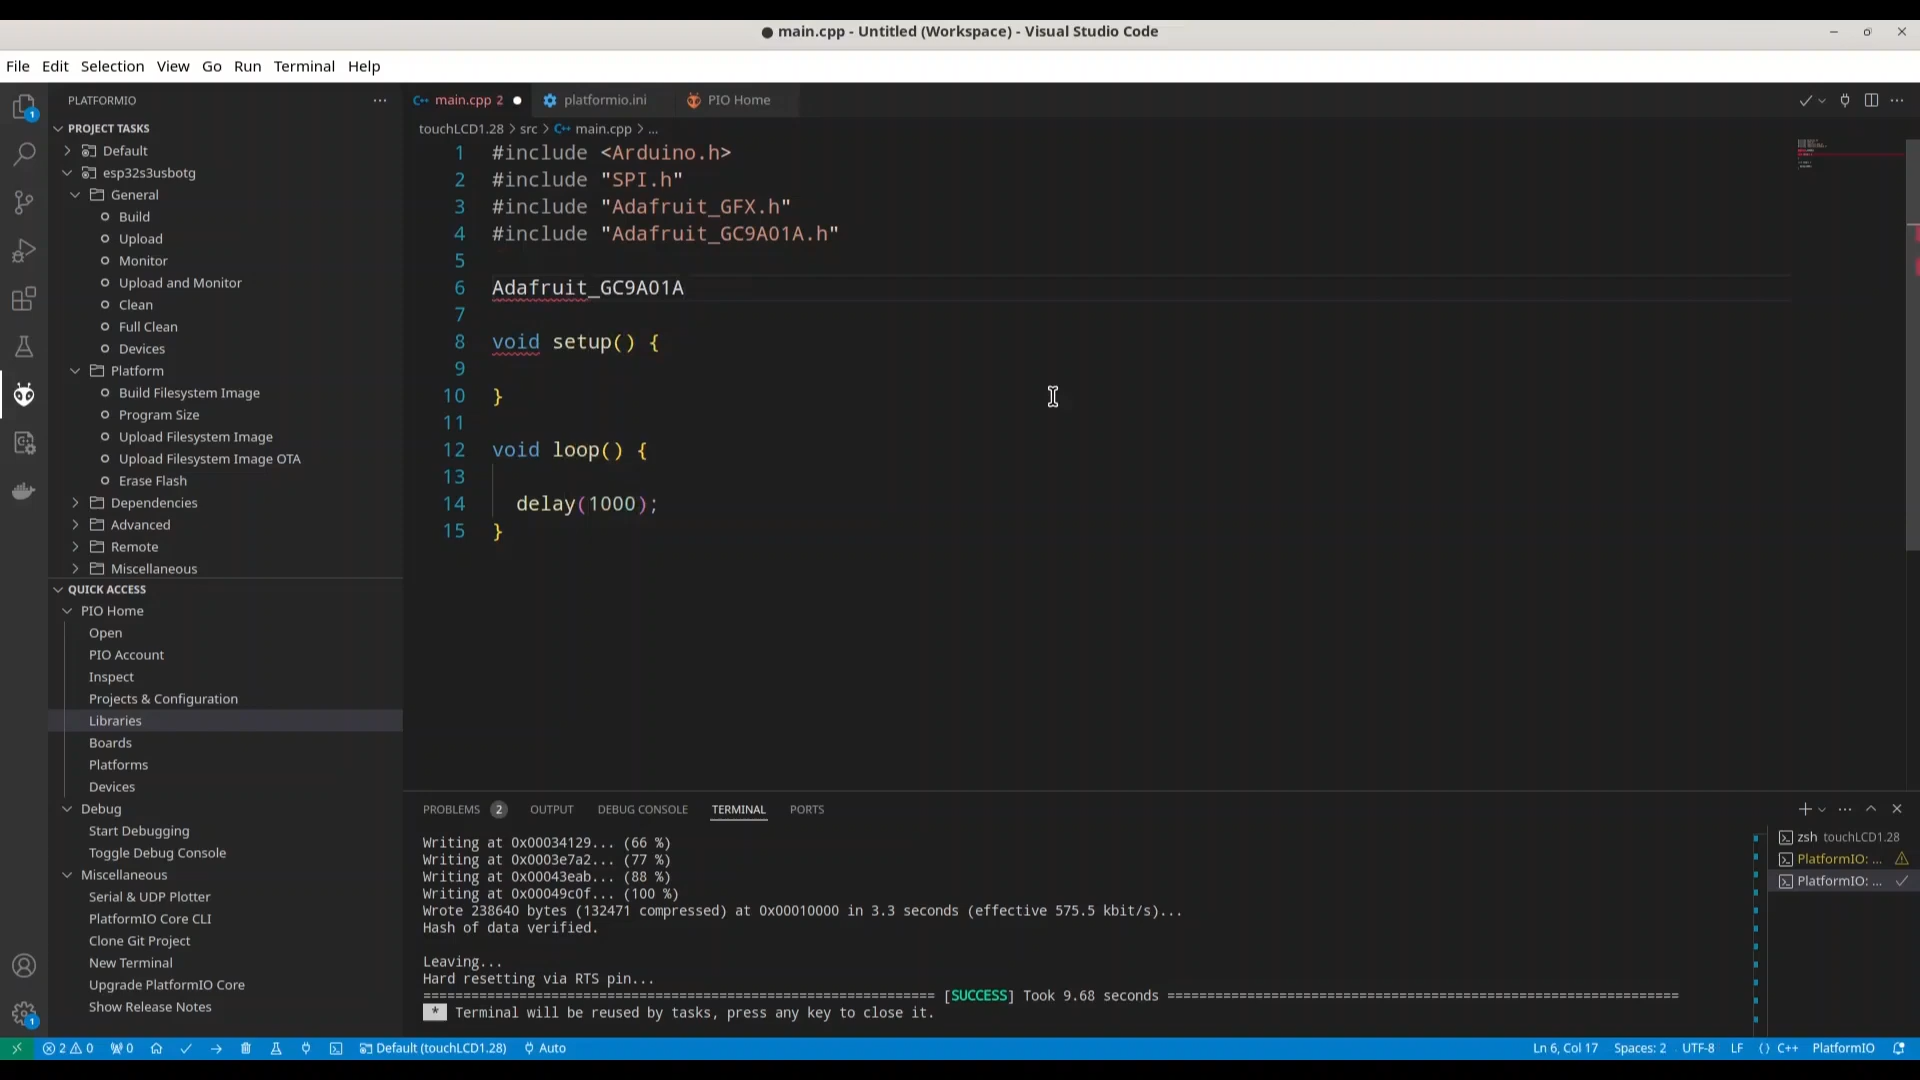 main.cpp - Untitled (Workspace) - Visual Studio Code
File Edit Selection View Go Run Terminal Help
PLATFORMIO
PROJECT TASKS
Default
esp32s3usbotg
General
Build
Upload
Monitor
Upload and Monitor
Clean
Full Clean
Devices
Platform
Build Filesystem Image
Program Size
Upload Filesystem Image
Upload Filesystem Image OTA
Erase Flash
Dependencies
Advanced
Remote
Miscellaneous
QUICK ACCESS
PIO Home
Open
PIO Account
Inspect
Projects & Configuration
Libraries
Boards
Platforms
Devices
Debug
Start Debugging
Toggle Debug Console
Miscellaneous
Serial & UDP Plotter
PlatformIO Core CLI
Clone Git Project
New Terminal
Upgrade PlatformIO Core
Show Release Notes
1
1
main.cpp 2 platformio.ini PIO Home
touchLCD1.28 > src > main.cpp > ...
1 #include <Arduino.h>
2 #include "SPI.h"
3 #include "Adafruit_GFX.h"
4 #include "Adafruit_GC9A01A.h"
5
6 Adafruit_GC9A01A
7
8 void setup() {
9
10 }
11
12 void loop() {
13
14 delay(1000);
15 }
PROBLEMS 2 OUTPUT DEBUG CONSOLE TERMINAL PORTS
Writing at 0x00034129... (66 %)
Writing at 0x0003e7a2... (77 %)
Writing at 0x00043eab... (88 %)
Writing at 0x00049c0f... (100 %)
Wrote 238640 bytes (132471 compressed) at 0x00010000 in 3.3 seconds (effective 575.5 kbit/s)...
Hash of data verified.
Leaving...
Hard resetting via RTS pin...
================================================================ [SUCCESS] Took 9.68 seconds ================================================================
* Terminal will be reused by tasks, press any key to close it.
zsh touchLCD1.28
PlatformIO: ...
PlatformIO: ...
2 0 0 Default (touchLCD1.28) Auto Ln 6, Col 17 Spaces: 2 UTF-8 LF {} C++ PlatformIO